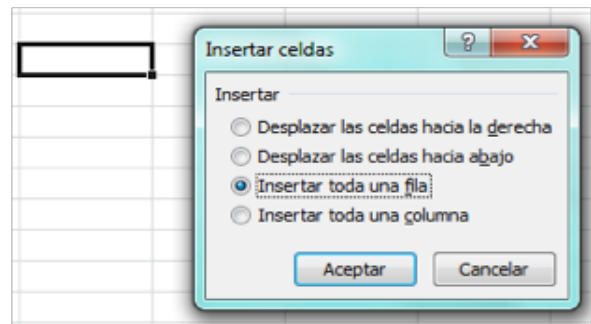 Insertar celdas
Insertar
Desplazar las celdas hacia la derecha
Desplazar las celdas hacia abajo
Insertar toda una fila
Insertar toda una columna
Aceptar Cancelar